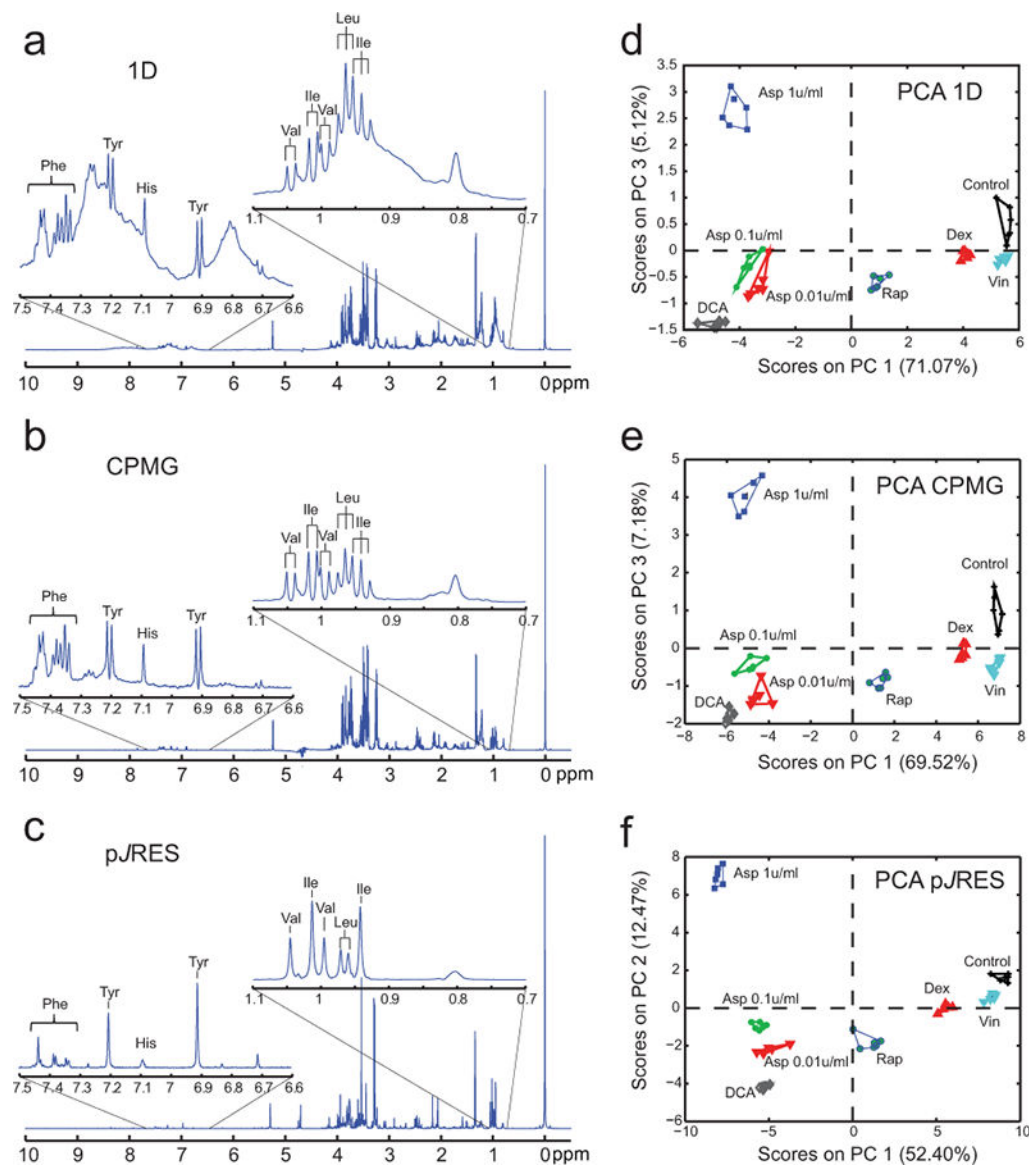 a
1D
Phe
Tyr
His
Tyr
7.5 7.4 7.3 7.2 7.1 7 6.9 6.8 6.7 6.6
Val
Ile
Val
Leu
Ile
1.1 1 0.9 0.8 0.7
10 9 8 7 6 5 4 3 2 1 0ppm
b
CPMG
Phe
Tyr
His
Tyr
7.5 7.4 7.3 7.2 7.1 7 6.9 6.8 6.7 6.6
Val
Ile
Val
Leu
Ile
1.1 1 0.9 0.8 0.7
10 9 8 7 6 5 4 3 2 1 0ppm
c
pJRES
Phe
Tyr
His
Tyr
7.5 7.4 7.3 7.2 7.1 7 6.9 6.8 6.7 6.6
Val
Ile
Val
Leu
Ile
1.1 1 0.9 0.8 0.7
10 9 8 7 6 5 4 3 2 1 0ppm
d
PCA 1D
Scores on PC 3 (5.12%)
3.5
3
2.5
2
1.5
1
0.5
0
−0.5
−1
−1.5
Asp 1u/ml
Control
Asp 0.1u/ml
Dex
Asp 0.01u/ml
Rap
Vin
DCA
−6 −4 −2 0 2 4 6
Scores on PC 1 (71.07%)
e
PCA CPMG
Scores on PC 3 (7.18%)
5
4
3
2
1
0
−1
−2
Asp 1u/ml
Control
Dex
Asp 0.1u/ml
Asp 0.01u/ml
Vin
DCA
Rap
−8 −6 −4 −2 0 2 4 6 8
Scores on PC 1 (69.52%)
f
PCA pJRES
Scores on PC 2 (12.47%)
8
6
4
2
0
−2
−4
−6
Asp 1u/ml
Control
Dex
Asp 0.1u/ml
Vin
Asp 0.01u/ml
Rap
DCA
−10 −5 0 5 10
Scores on PC 1 (52.40%)